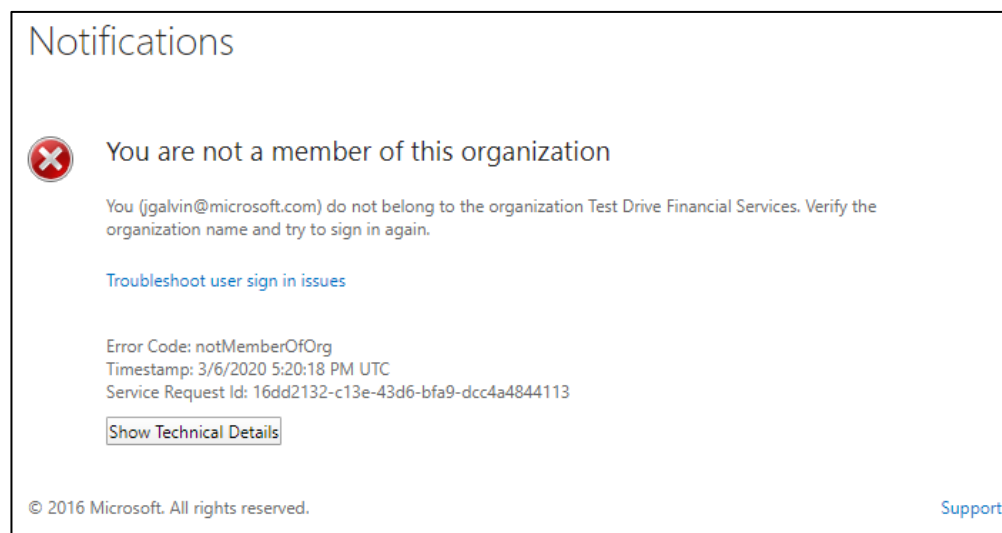 Notifications
You are not a member of this organization
You (jgalvin@microsoft.com) do not belong to the organization Test Drive Financial Services. Verify the
organization name and try to sign in again.
Troubleshoot user sign in issues
Error Code: notMemberOfOrg
Timestamp: 3/6/2020 5:20:18 PM UTC
Service Request Id: 16dd2132-c13e-43d6-bfa9-dcc4a4844113
Show Technical Details
© 2016 Microsoft. All rights reserved.
Support